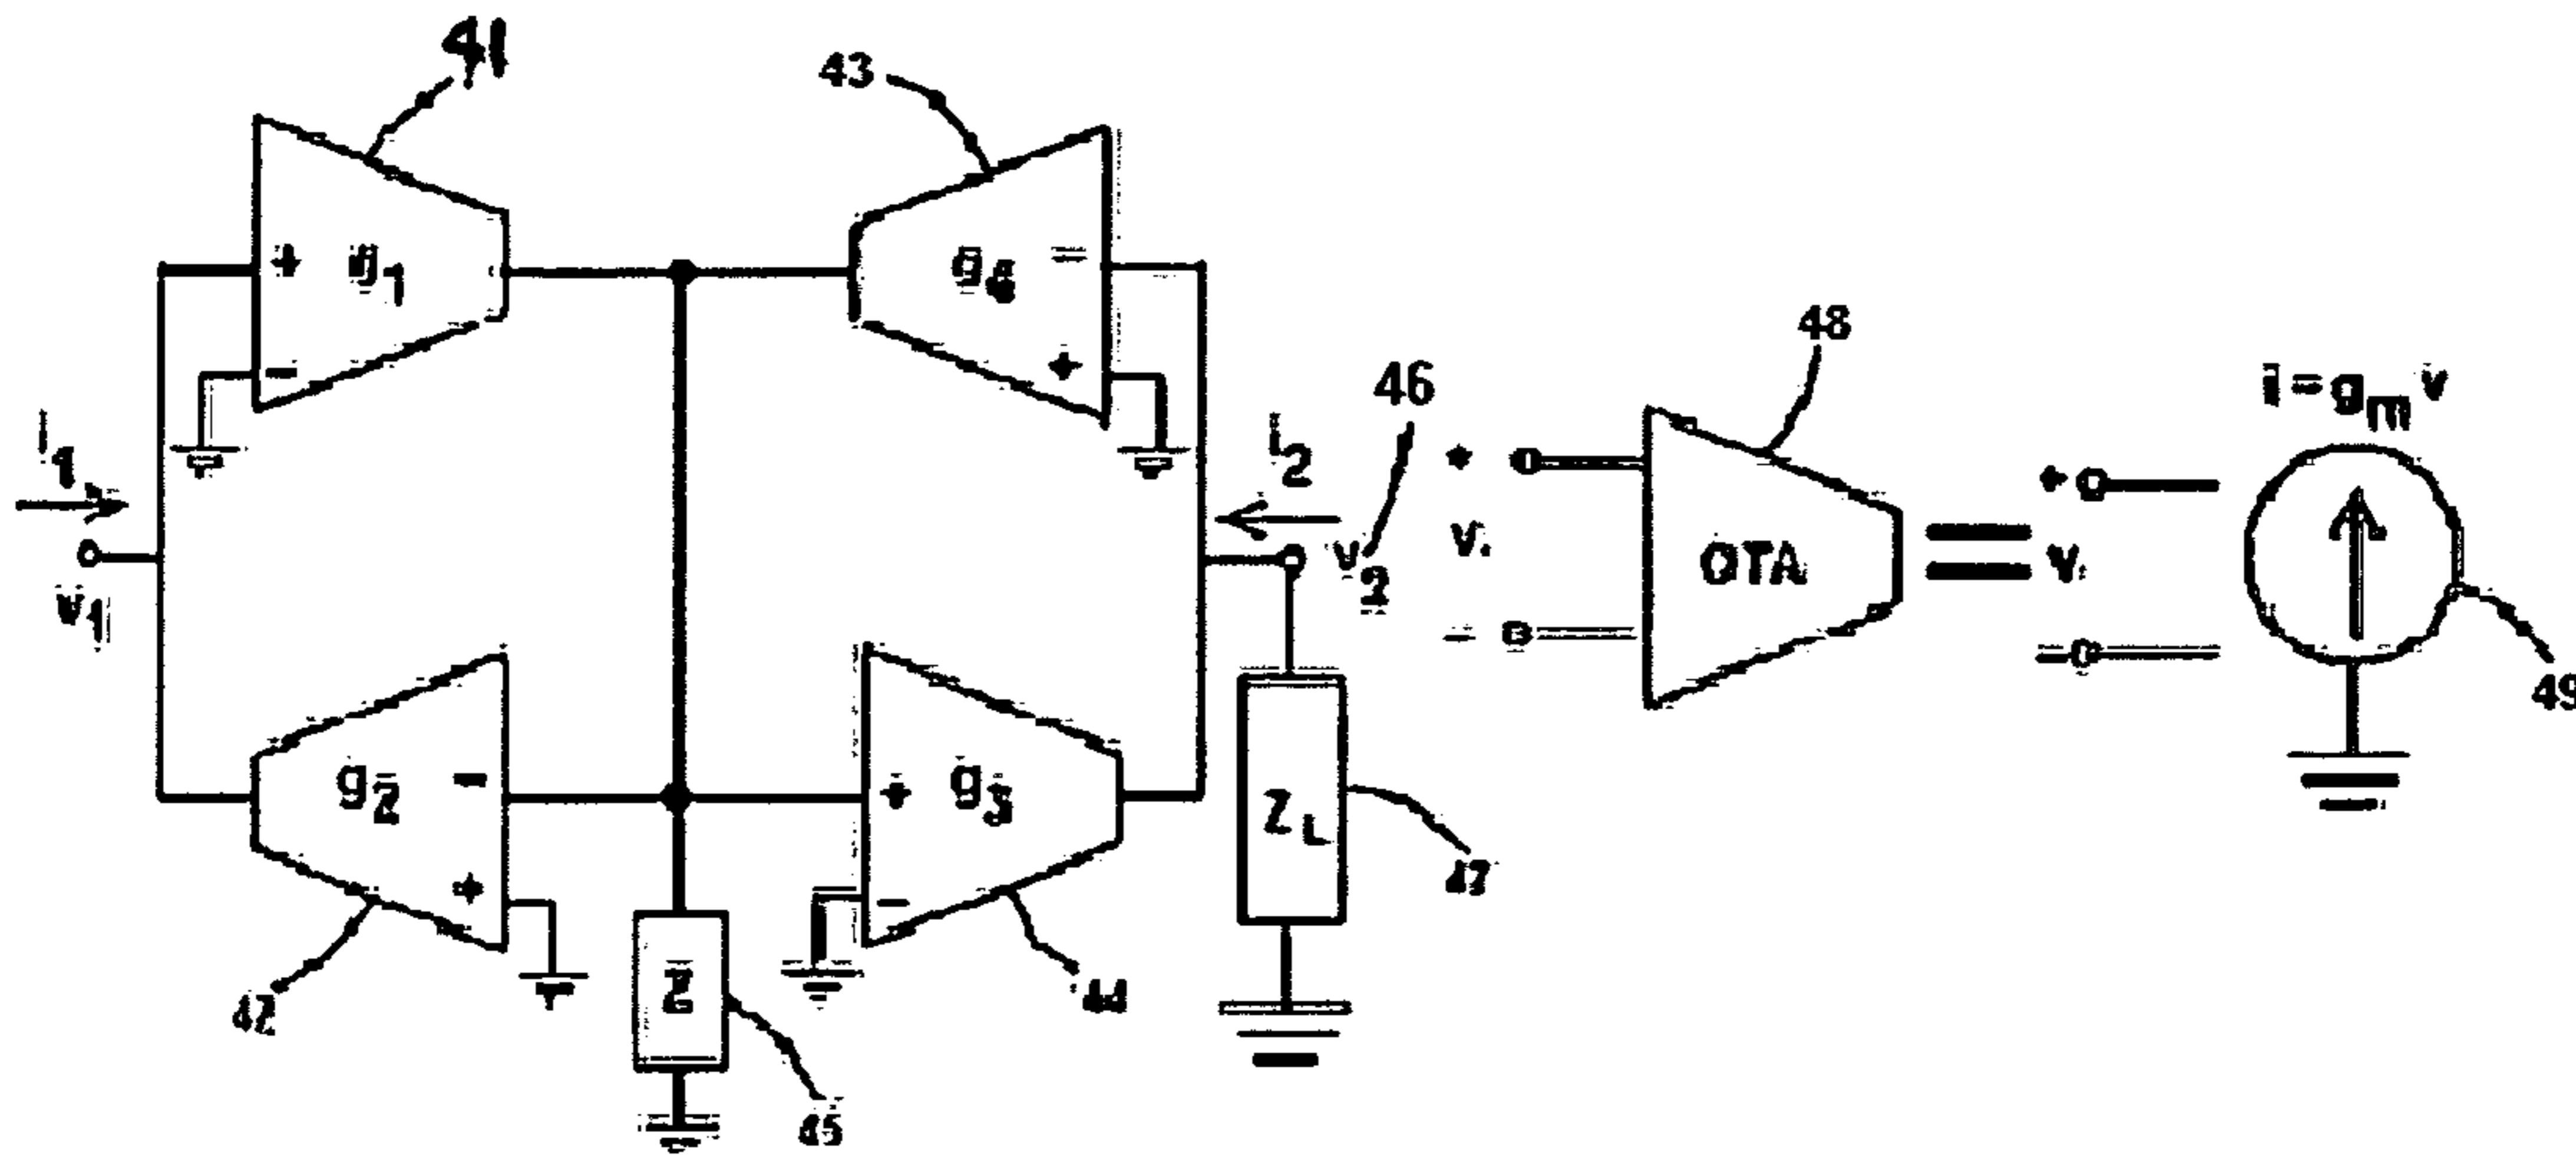 41
43
+ g1
g4 −
−
+
48
46
i = gm v
i1
i2
+
+
v1
v2
v.
OTA
v.
−
−
49
g2 −
+ g3
ZL
+
−
47
42
Z
44
45